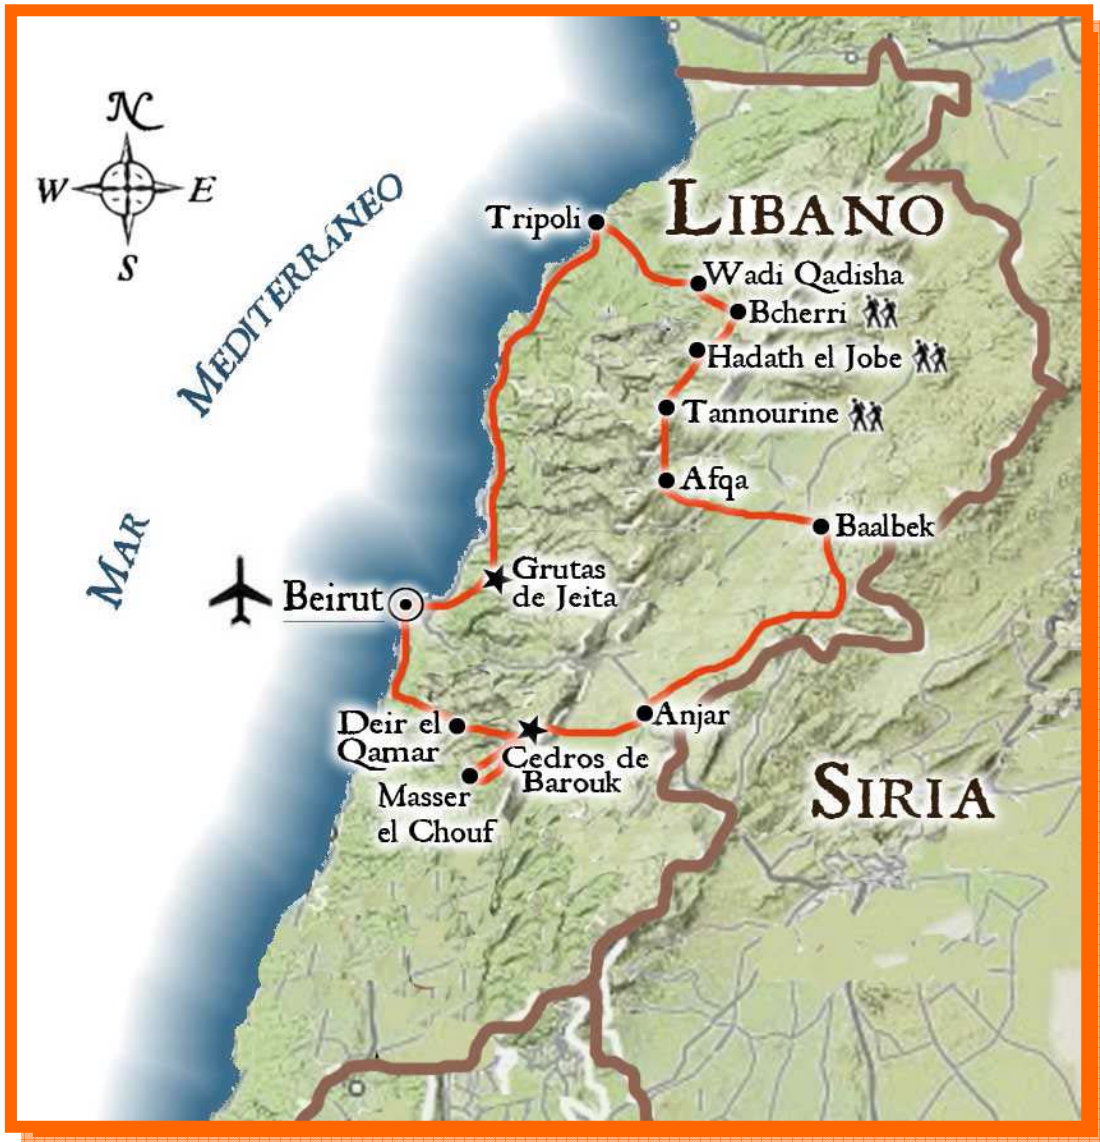 N
W E
S
MAR MEDITERRÁNEO
LIBANO
Tripoli
Wadi Qadisha
Bcherri
Hadath el Jobe
Tannourine
Afqa
Baalbek
Grutas
de Jeita
Beirut
Anjar
Deir el
Qamar
Cedros de
Barouk
Masser
el Chouf
SIRIA